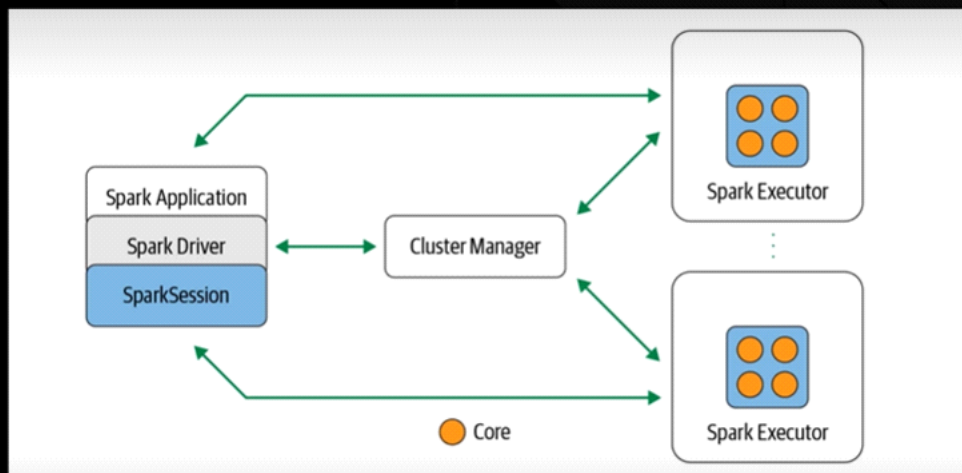 Spark Application
Spark Driver
SparkSession
Cluster Manager
Spark Executor
Spark Executor
Core